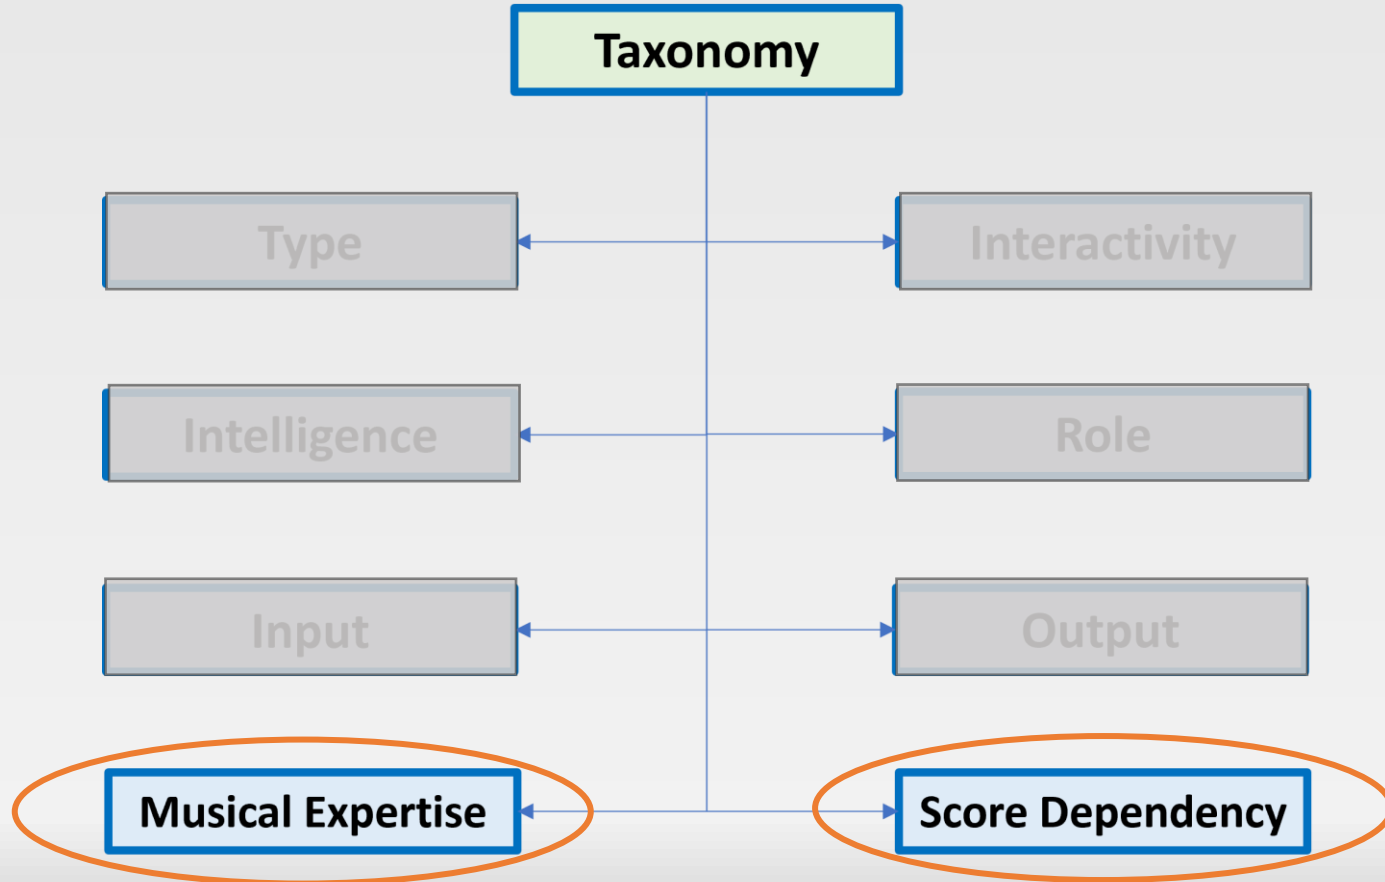 Taxonomy
Type
Interactivity
Intelligence
Role
Input
Output
Musical Expertise
Score Dependency